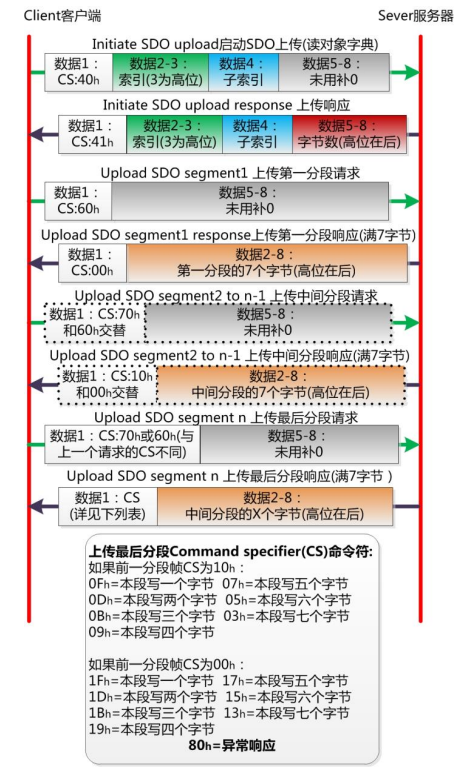 Client客户端
Sever服务器
Initiate SDO upload启动SDO上传(读对象字典)
数据1： 数据2-3： 数据4： 数据5-8：
CS:40h 索引(3为高位) 子索引 未用补0
Initiate SDO upload response 上传响应
数据1： 数据2-3： 数据4： 数据5-8：
CS:41h 索引(3为高位) 子索引 字节数(高位在后)
Upload SDO segment1 上传第一分段请求
数据1： 数据5-8：
CS:60h 未用补0
Upload SDO segment1 response上传第一分段响应(满7字节)
数据1： 数据2-8：
CS:00h 第一分段的7个字节(高位在后)
Upload SDO segment2 to n-1 上传中间分段请求
数据1：CS:70h 数据5-8：
和60h交替 未用补0
Upload SDO segment2 to n-1 上传中间分段响应(满7字节)
数据1：CS:10h 数据2-8：
和00h交替 中间分段的7个字节(高位在后)
Upload SDO segment n 上传最后分段请求
数据1：CS:70h或60h(与 数据5-8：
上一个请求的CS不同) 未用补0
Upload SDO segment n 上传最后分段响应(满7字节 )
数据1：CS 数据2-8：
(详见下列表) 中间分段的X个字节(高位在后)
上传最后分段Command specifier(CS)命令符:
如果前一分段帧CS为10h：
0Fh=本段写一个字节 07h=本段写五个字节
0Dh=本段写两个字节 05h=本段写六个字节
0Bh=本段写三个字节 03h=本段写七个字节
09h=本段写四个字节
如果前一分段帧CS为00h：
1Fh=本段写一个字节 17h=本段写五个字节
1Dh=本段写两个字节 15h=本段写六个字节
1Bh=本段写三个字节 13h=本段写七个字节
19h=本段写四个字节
80h=异常响应